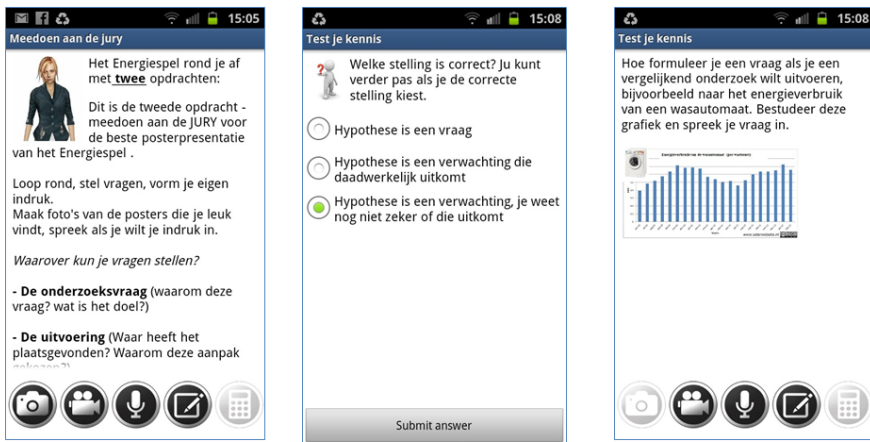 15:05
Meedoen aan de jury
Het Energiespel rond je af
met twee opdrachten:
Dit is de tweede opdracht -
meedoen aan de JURY voor
de beste posterpresentatie
van het Energiespel .
Loop rond, stel vragen, vorm je eigen
indruk.
Maak foto's van de posters die je leuk
vindt, spreek als je wilt je indruk in.
Waarover kun je vragen stellen?
- De onderzoeksvraag (waarom deze
vraag? wat is het doel?)
- De uitvoering (Waar heeft het
plaatsgevonden? Waarom deze aanpak
gekozen?)
15:08
Test je kennis
Welke stelling is correct? Ju kunt
verder pas als je de correcte
stelling kiest.
Hypothese is een vraag
Hypothese is een verwachting die
daadwerkelijk uitkomt
Hypothese is een verwachting, je weet
nog niet zeker of die uitkomt
Submit answer
15:08
Test je kennis
Hoe formuleer je een vraag als je een
vergelijkend onderzoek wilt uitvoeren,
bijvoorbeeld naar het energieverbruik
van een wasautomaat. Bestudeer deze
grafiek en spreek je vraag in.